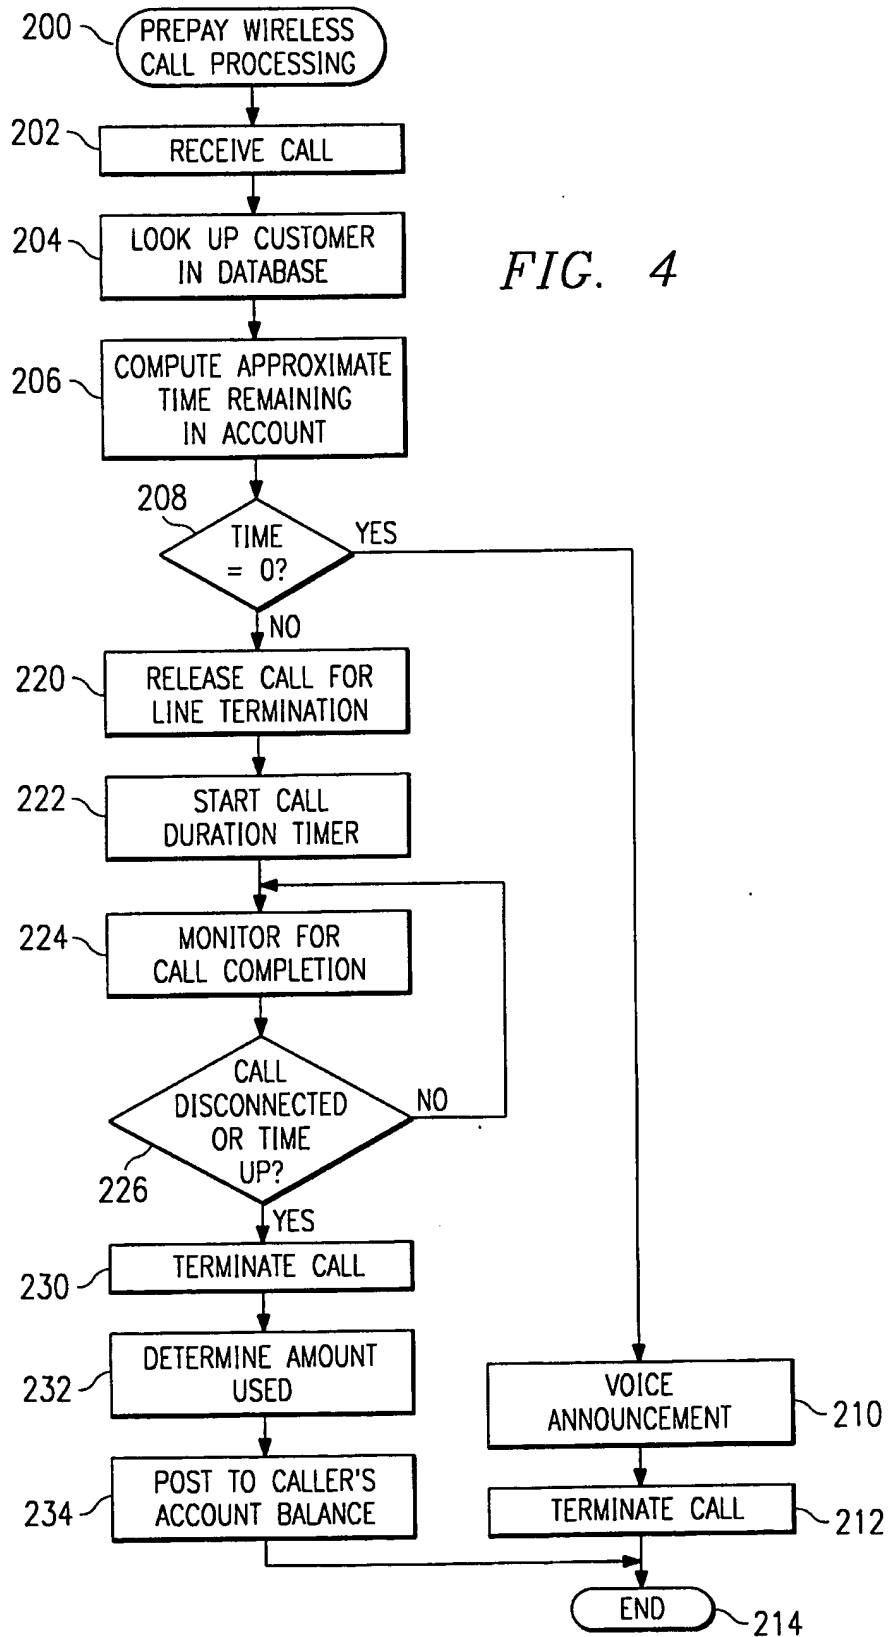 200
PREPAY WIRELESS
CALL PROCESSING
202
RECEIVE CALL
204
LOOK UP CUSTOMER
IN DATABASE
FIG. 4
206
COMPUTE APPROXIMATE
TIME REMAINING
IN ACCOUNT
208
TIME
= 0?
YES
NO
220
RELEASE CALL FOR
LINE TERMINATION
222
START CALL
DURATION TIMER
224
MONITOR FOR
CALL COMPLETION
CALL
DISCONNECTED
OR TIME
UP?
NO
226
YES
230
TERMINATE CALL
232
DETERMINE AMOUNT
USED
234
POST TO CALLER'S
ACCOUNT BALANCE
VOICE
ANNOUNCEMENT
210
TERMINATE CALL
212
END
214